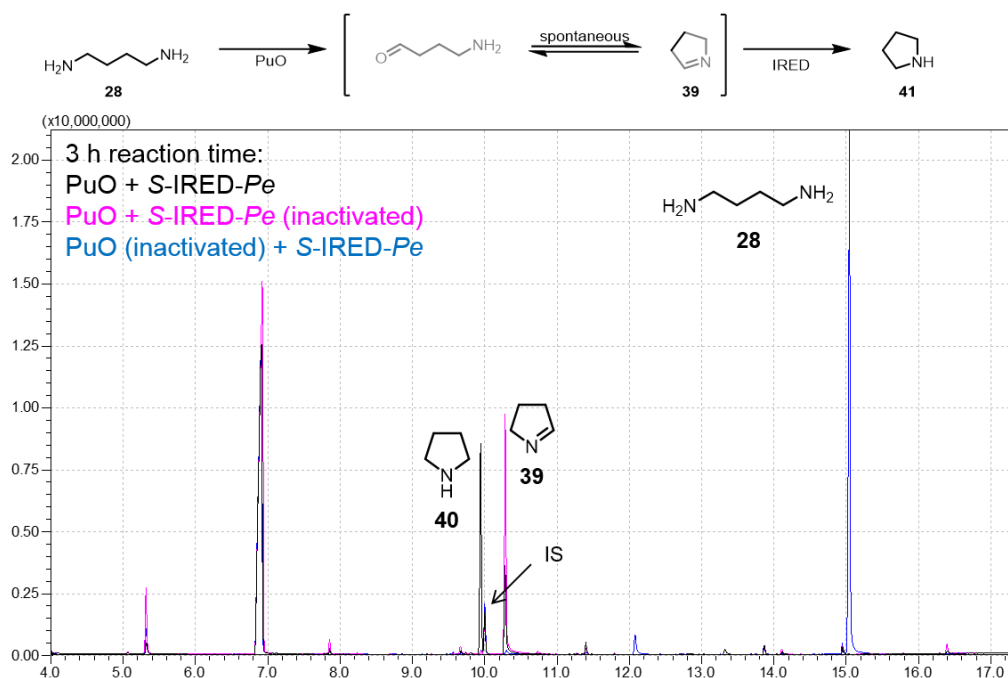 H₂N NH₂
28
PuO
O NH₂
spontaneous
N
39
IRED
NH
41
(x10,000,000)
3 h reaction time:
PuO + S-IRED-Pe
PuO + S-IRED-Pe (inactivated)
PuO (inactivated) + S-IRED-Pe
H₂N NH₂
28
N
H
40
N
39
IS
2.00
1.75
1.50
1.25
1.00
0.75
0.50
0.25
0.00
4.0 5.0 6.0 7.0 8.0 9.0 10.0 11.0 12.0 13.0 14.0 15.0 16.0 17.0